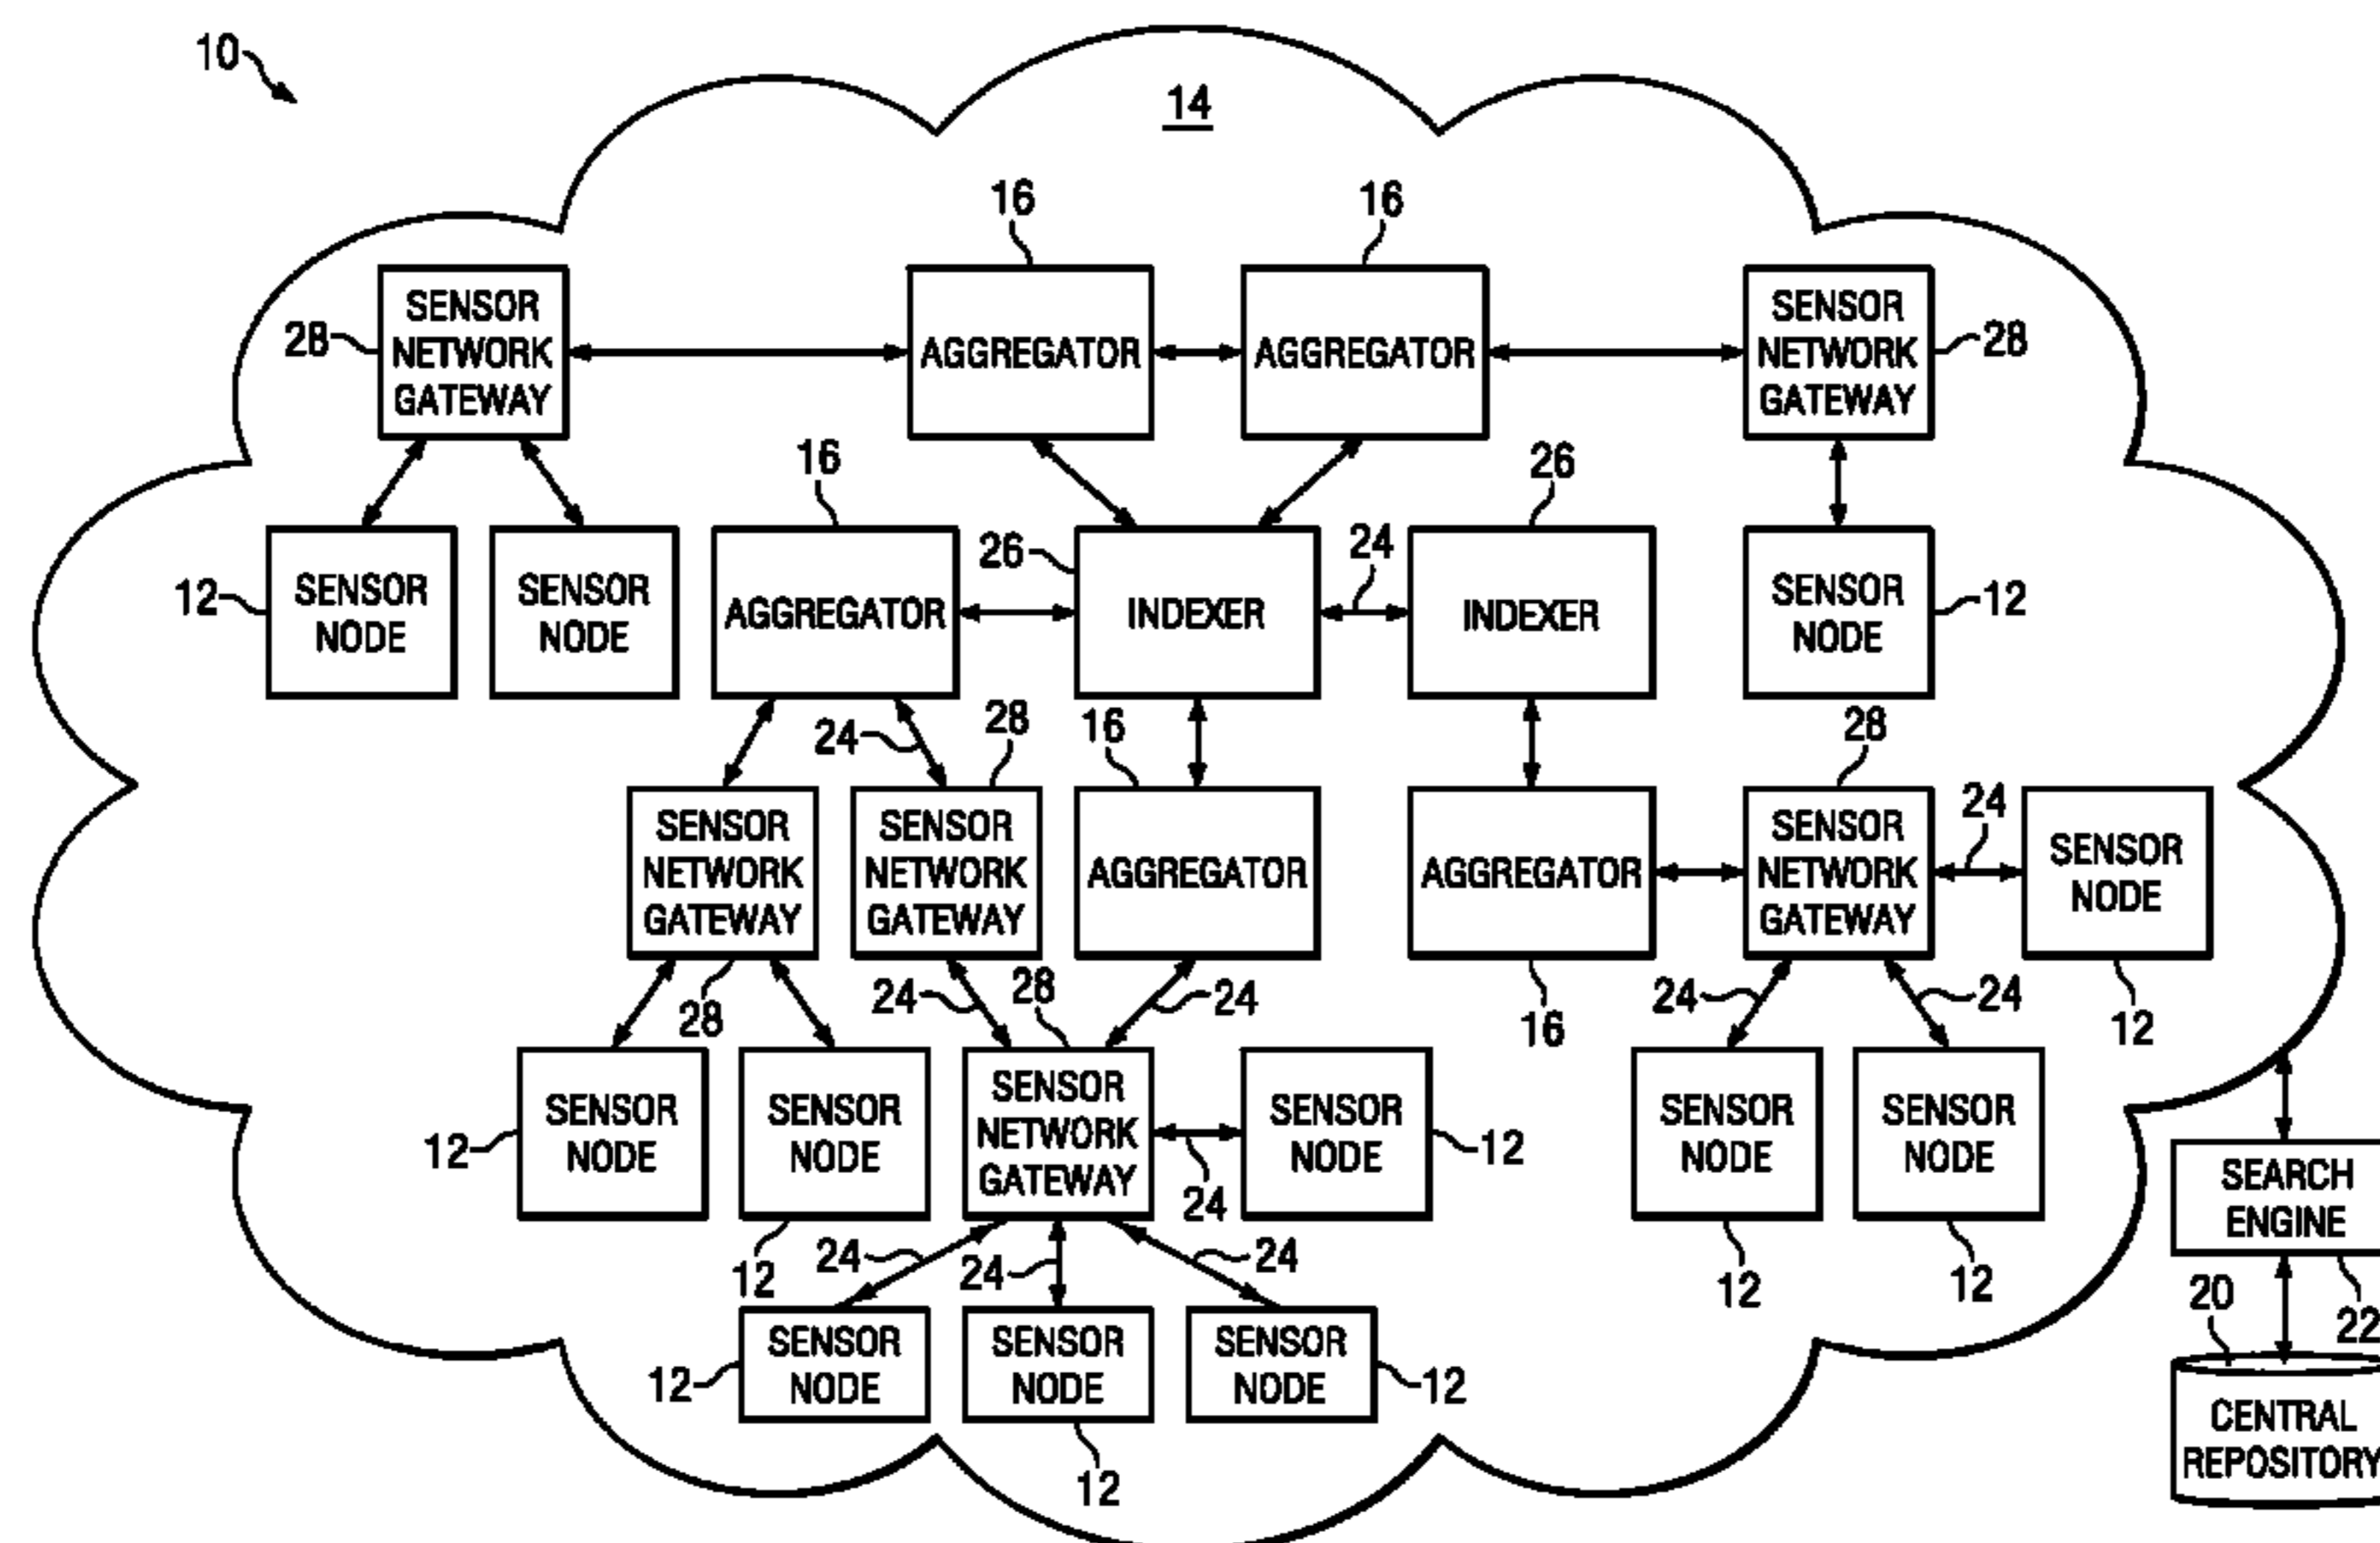 10
14
16
16
SENSOR
NETWORK
GATEWAY
28
AGGREGATOR
AGGREGATOR
SENSOR
NETWORK
GATEWAY
28
16
26
SENSOR
NODE
12
SENSOR
NODE
AGGREGATOR
26
INDEXER
24
INDEXER
SENSOR
NODE
12
24
28
16
28
SENSOR
NETWORK
GATEWAY
28
SENSOR
NETWORK
GATEWAY
AGGREGATOR
AGGREGATOR
16
SENSOR
NETWORK
GATEWAY
24
SENSOR
NODE
12
24
28
24
24
24
SENSOR
NODE
12
SENSOR
NODE
12
SENSOR
NETWORK
GATEWAY
24
SENSOR
NODE
12
SENSOR
NODE
12
SENSOR
NODE
12
SEARCH
ENGINE
22
24
24
24
SENSOR
NODE
12
SENSOR
NODE
12
SENSOR
NODE
12
20
CENTRAL
REPOSITORY